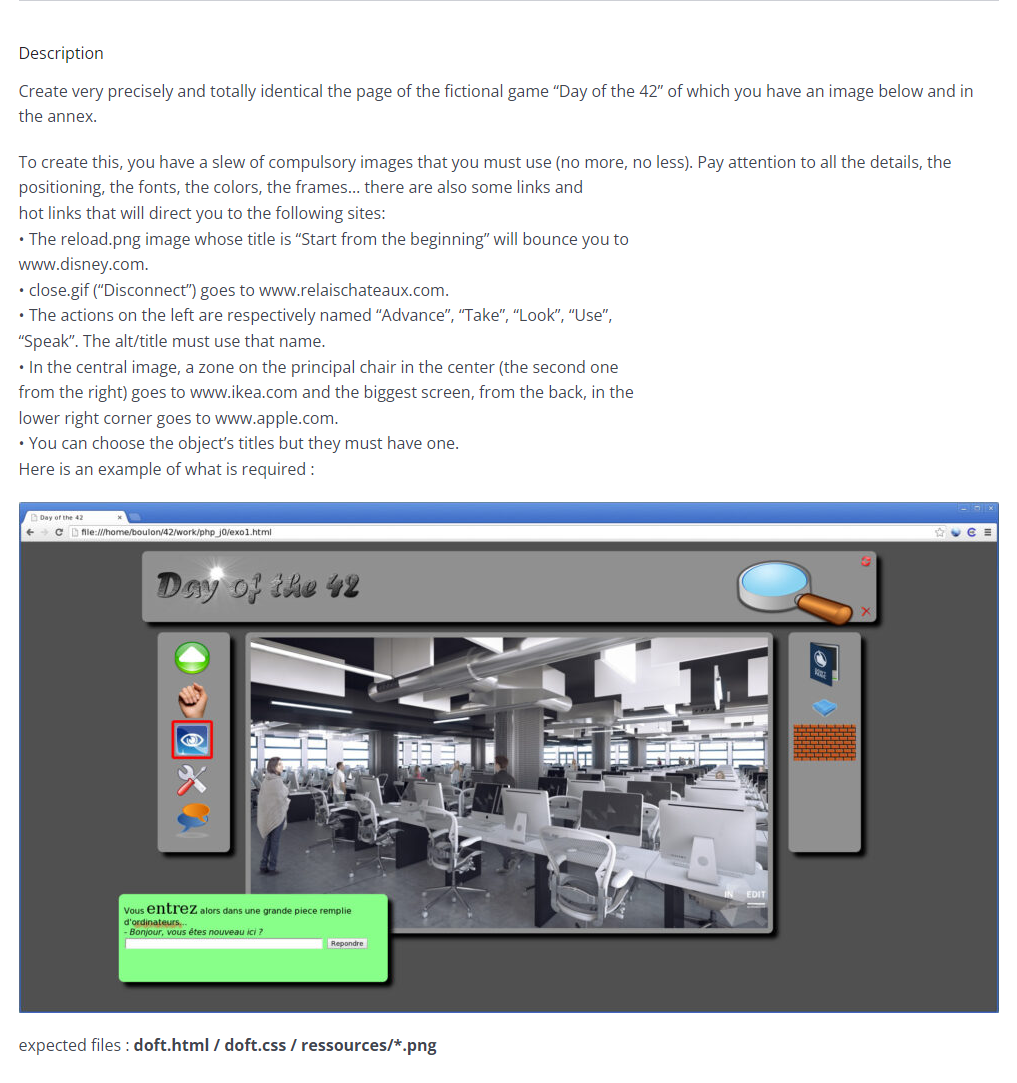 Description
Create very precisely and totally identical the page of the fictional game “Day of the 42” of which you have an image below and in
the annex.
To create this, you have a slew of compulsory images that you must use (no more, no less). Pay attention to all the details, the
positioning, the fonts, the colors, the frames... there are also some links and
hot links that will direct you to the following sites:
• The reload.png image whose title is “Start from the beginning” will bounce you to
www.disney.com.
• close.gif (“Disconnect”) goes to www.relaischateaux.com.
• The actions on the left are respectively named “Advance”, “Take”, “Look”, “Use”,
“Speak”. The alt/title must use that name.
• In the central image, a zone on the principal chair in the center (the second one
from the right) goes to www.ikea.com and the biggest screen, from the back, in the
lower right corner goes to www.apple.com.
• You can choose the object’s titles but they must have one.
Here is an example of what is required :
Day of the 42
file:///home/boulon/42/work/php_j0/exo1.html
Day of the 42
IN EDIT
Vous entrez alors dans une grande piece remplie
d'ordinateurs...
- Bonjour, vous êtes nouveau ici ?
Repondre
expected files : doft.html / doft.css / ressources/*.png